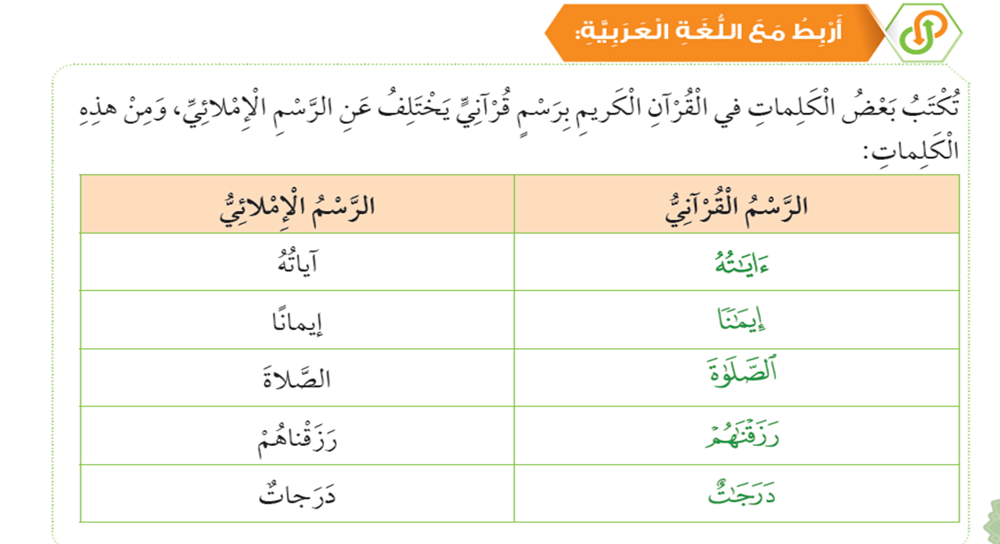 أَرْبِطُ مَعَ اللُّغَةِ الْعَرَبِيَّةِ:
تُكْتَبُ بَعْضُ الْكَلِماتِ في الْقُرْآنِ الْكَريمِ بِرَسْمٍ قُرْآنِيٍّ يَخْتَلِفُ عَنِ الرَّسْمِ الْإِمْلائِيِّ، وَمِنْ هذِهِ
الْكَلِماتِ:
الرَّسْمُ الْقُرْآنِيُّ الرَّسْمُ الْإِمْلائِيُّ
ءَايَـٰتُهُۥ آياتُهُ
إِيمَـٰنًا إيمانًا
ٱلصَّلَوٰةَ الصَّلاةَ
رَزَقْنَـٰهُمْ رَزَقْناهُمْ
دَرَجَـٰتٌ دَرَجاتٌ